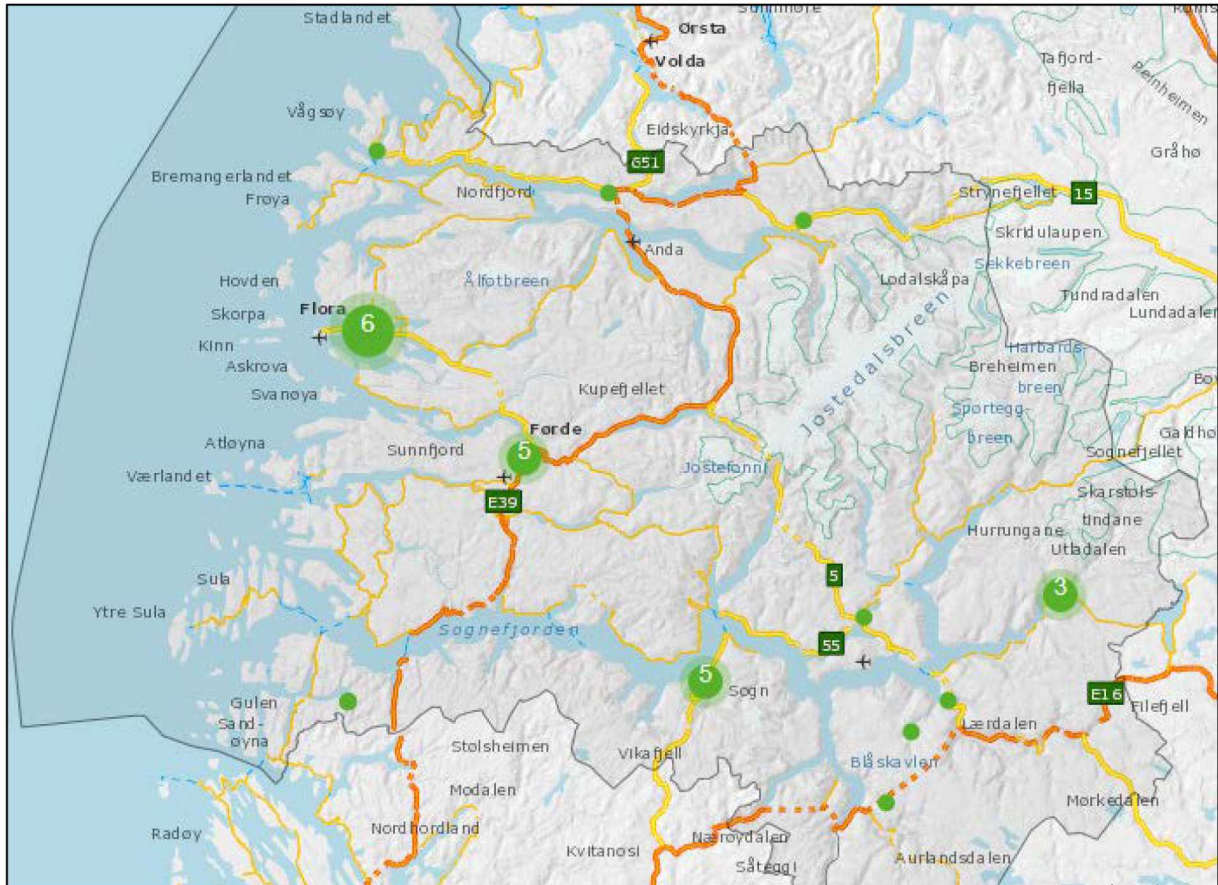 Stadlandet
Ørsta
Volda
Tafjord-
fjella
Reinheimen
Vågsøy
Eidskyrkja
Gråhø
651
Bremangerlandet
Nordfjord
Strynefjellet
15
Frøya
Skridulaupen
Anda
Sekkebreen
Hovden
Ålfotbreen
Lodalskåpa
Tundradalen
Flora
Lundadalen
Skorpa
6
Kinn
Harbards-
breen
Breheimen
Askrova
Jostedalsbreen
Kupefjellet
Svanøya
Sportegg-
breen
Førde
Galdhø
Atløyna
Sunnfjord
5
Sognefjellet
Jostefonni
Værlandet
E39
Skarstøls-
tindane
Hurrungane
Utladalen
Sula
5
3
Ytre Sula
Sognefjorden
55
5
Søgn
E16
Gulen
Filefjell
Sand-
øyna
Lærdalen
Stølsheimen
Vikafjell
Blåskavlen
Modalen
Mørkedalen
Radøy
Nordhordland
Nærøydalen
Kvitanosi
Såteggi
Aurlandsdalen